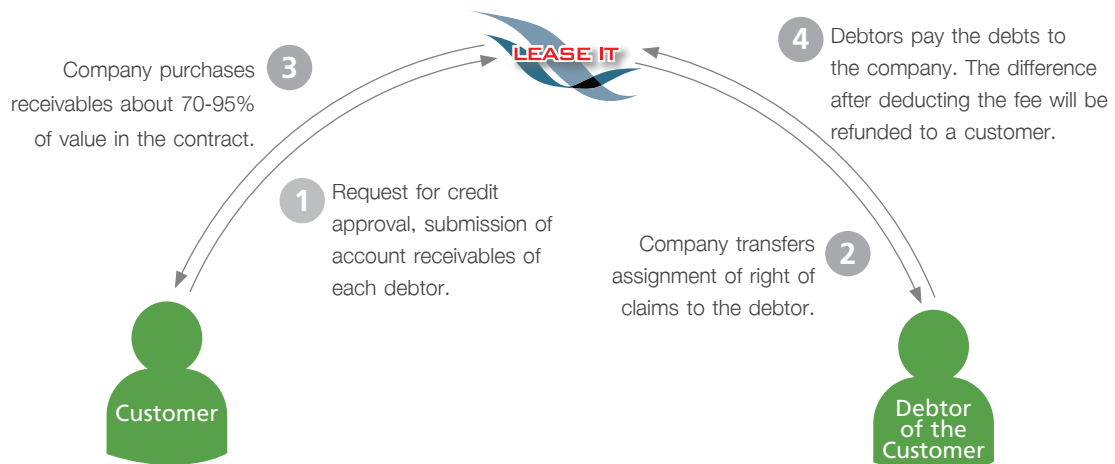 LEASE IT
3
Company purchases
receivables about 70-95%
of value in the contract.
1
Request for credit
approval, submission of
account receivables of
each debtor.
4
Debtors pay the debts to
the company. The difference
after deducting the fee will be
refunded to a customer.
2
Company transfers
assignment of right of
claims to the debtor.
Customer
Debtor
of the
Customer